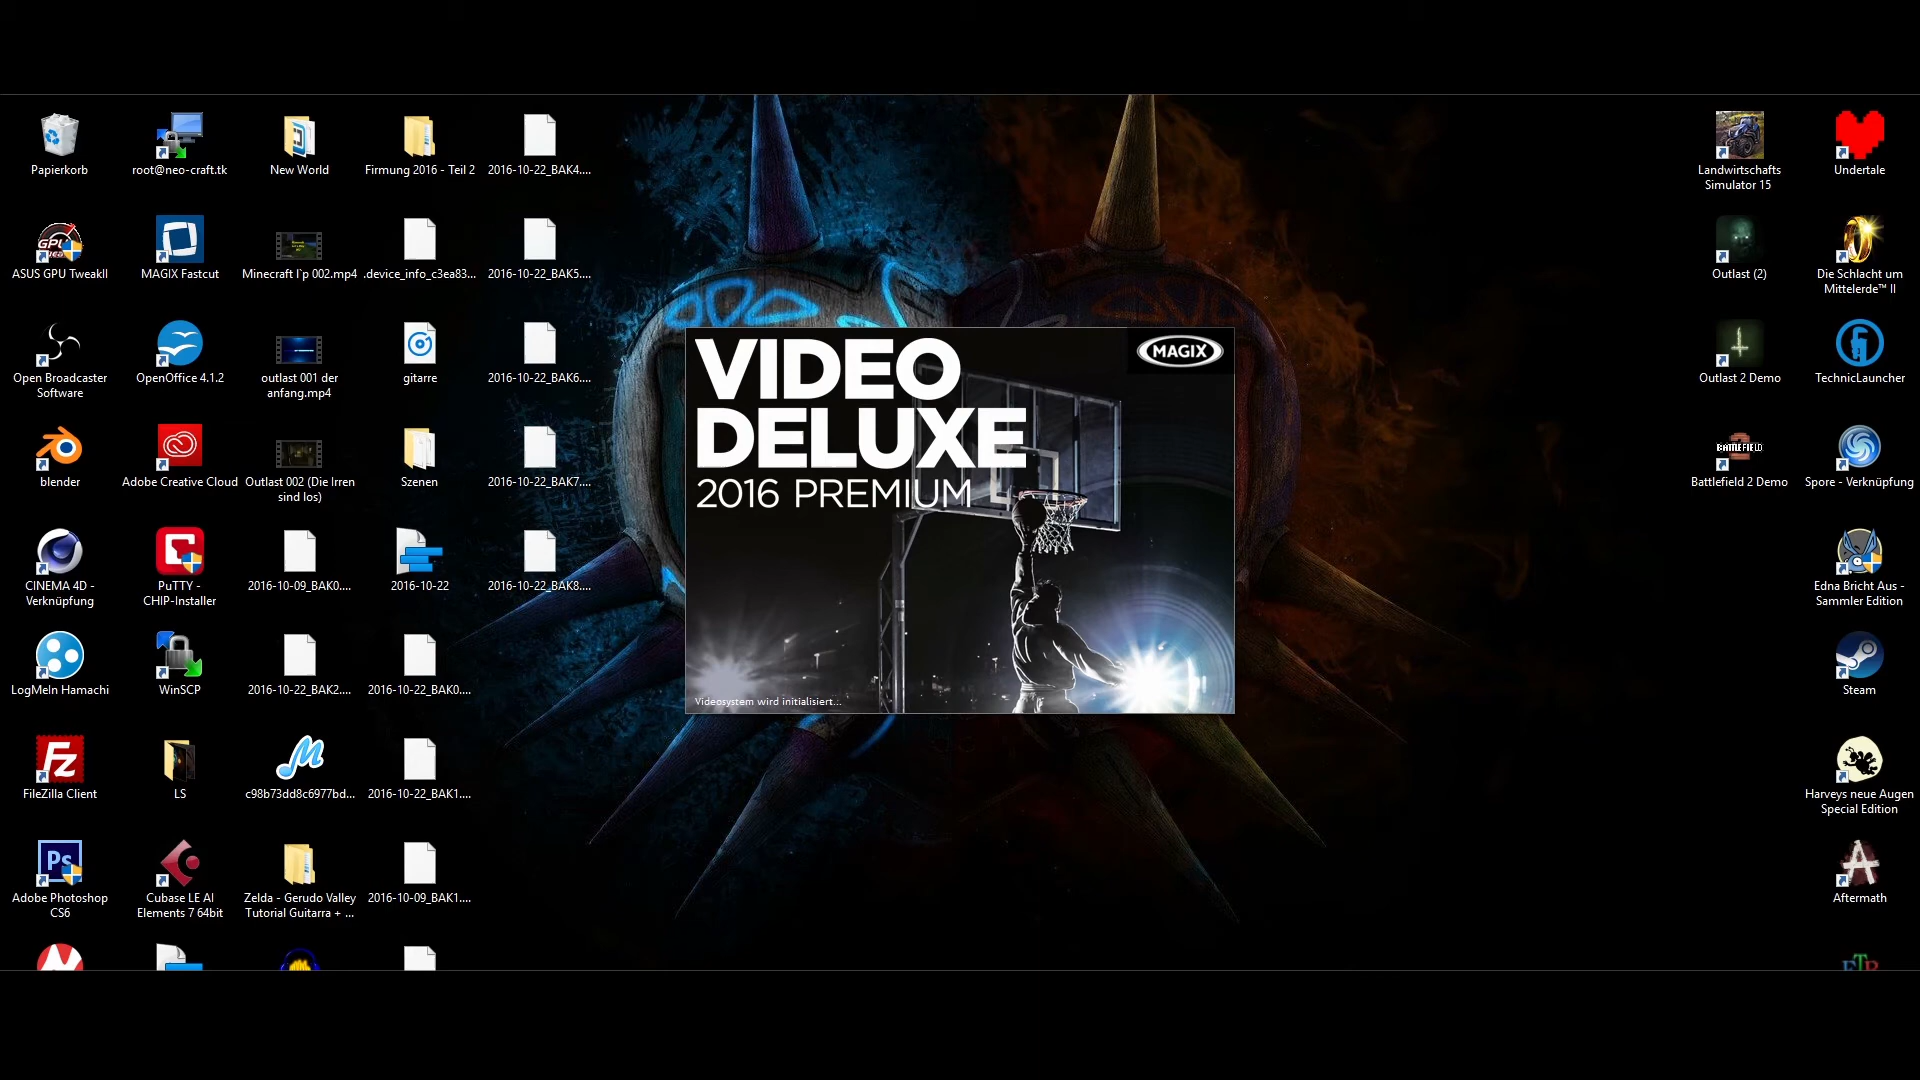 Papierkorb
root@neo-craft.tk
New World
Firmung 2016 - Teil 2
2016-10-22_BAK4....
ASUS GPU TweakII
MAGIX Fastcut
Minecraft l`p 002.mp4
.device_info_c3ea83...
2016-10-22_BAK5....
Open Broadcaster
Software
OpenOffice 4.1.2
outlast 001 der
anfang.mp4
gitarre
2016-10-22_BAK6....
blender
Adobe Creative Cloud
Outlast 002 (Die Irren
sind los)
Szenen
2016-10-22_BAK7....
CINEMA 4D -
Verknüpfung
PuTTY -
CHIP-Installer
2016-10-09_BAK0....
2016-10-22
2016-10-22_BAK8....
LogMeIn Hamachi
WinSCP
2016-10-22_BAK2....
2016-10-22_BAK0....
FileZilla Client
LS
c98b73dd8c6977bd...
2016-10-22_BAK1....
Adobe Photoshop
CS6
Cubase LE AI
Elements 7 64bit
Zelda - Gerudo Valley
Tutorial Guitarra + ...
2016-10-09_BAK1....
VIDEO
DELUXE
2016 PREMIUM
MAGIX
Videosystem wird initialisiert...
Landwirtschafts
Simulator 15
Undertale
Outlast (2)
Die Schlacht um
Mittelerde™ II
Outlast 2 Demo
TechnicLauncher
BATTLEFIELD
Battlefield 2 Demo
Spore - Verknüpfung
Edna Bricht Aus -
Sammler Edition
Steam
Harveys neue Augen
Special Edition
Aftermath